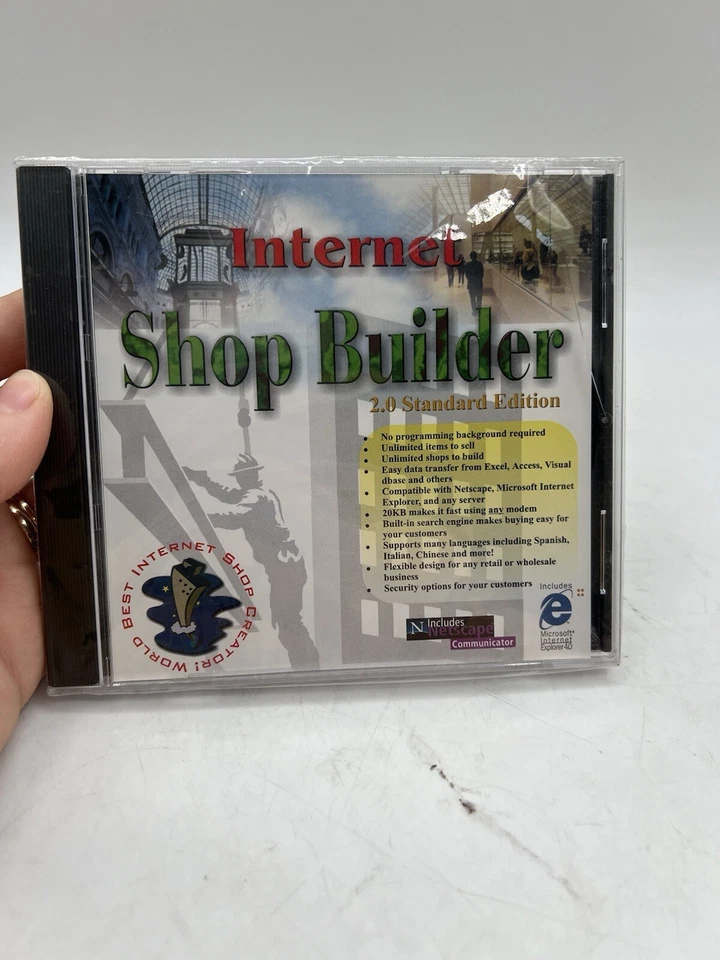 Internet
Shop Builder
2.0 Standard Edition
• No programming background required
• Unlimited items to sell
• Unlimited shops to build
• Easy data transfer from Excel, Access, Visual
dbase and others
• Compatible with Netscape, Microsoft Internet
Explorer, and any server
• 20KB makes it fast using any modem
• Built-in search engine makes buying easy for
your customers
• Supports many languages including Spanish,
Italian, Chinese and more!
• Flexible design for any retail or wholesale
business
• Security options for your customers
WORLD BEST INTERNET SHOP CREATOR!
N Includes
Netscape
Communicator
Includes
e
Microsoft®
Internet
Explorer4.0